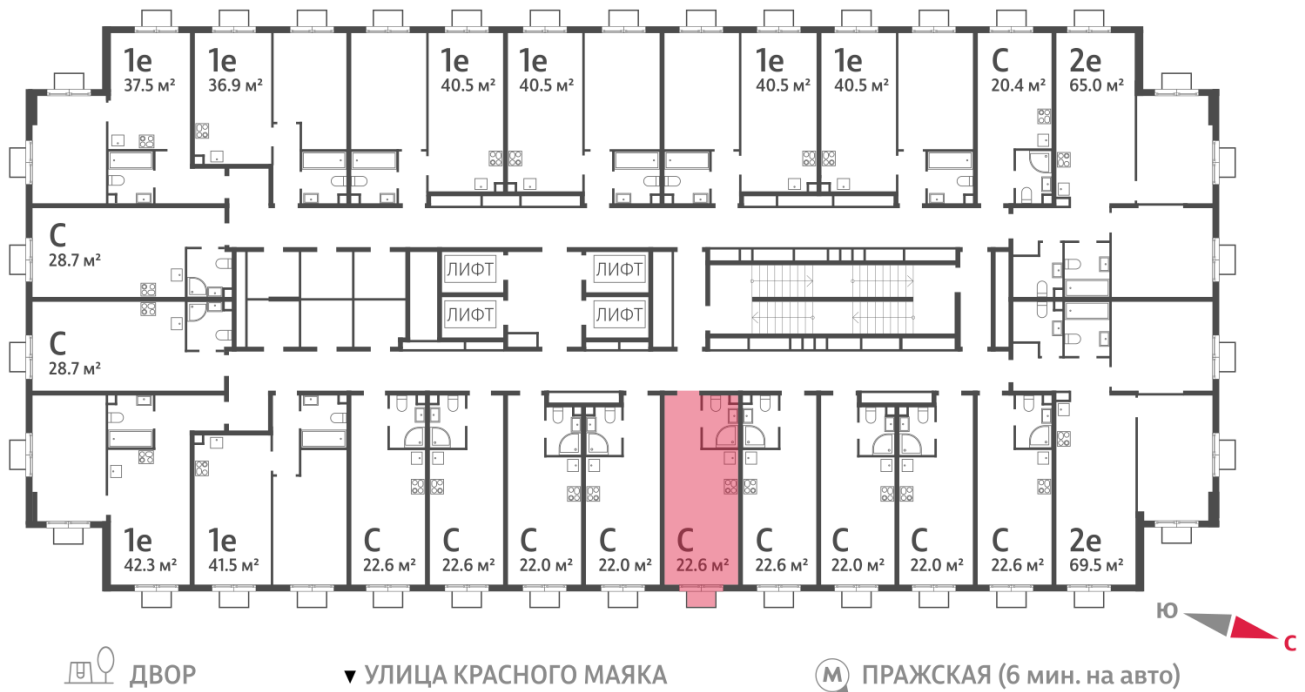 1е
37.5 м²
1е
36.9 м²
1е
40.5 м²
1е
40.5 м²
1е
40.5 м²
1е
40.5 м²
С
20.4 м²
2е
65.0 м²
С
28.7 м²
ЛИФТ
ЛИФТ
ЛИФТ
ЛИФТ
С
28.7 м²
1е
42.3 м²
1е
41.5 м²
С
22.6 м²
С
22.6 м²
С
22.0 м²
С
22.0 м²
С
22.6 м²
С
22.6 м²
С
22.0 м²
С
22.0 м²
С
22.6 м²
2е
69.5 м²
Ю
С
ДВОР
▼ УЛИЦА КРАСНОГО МАЯКА
М ПРАЖСКАЯ (6 мин. на авто)